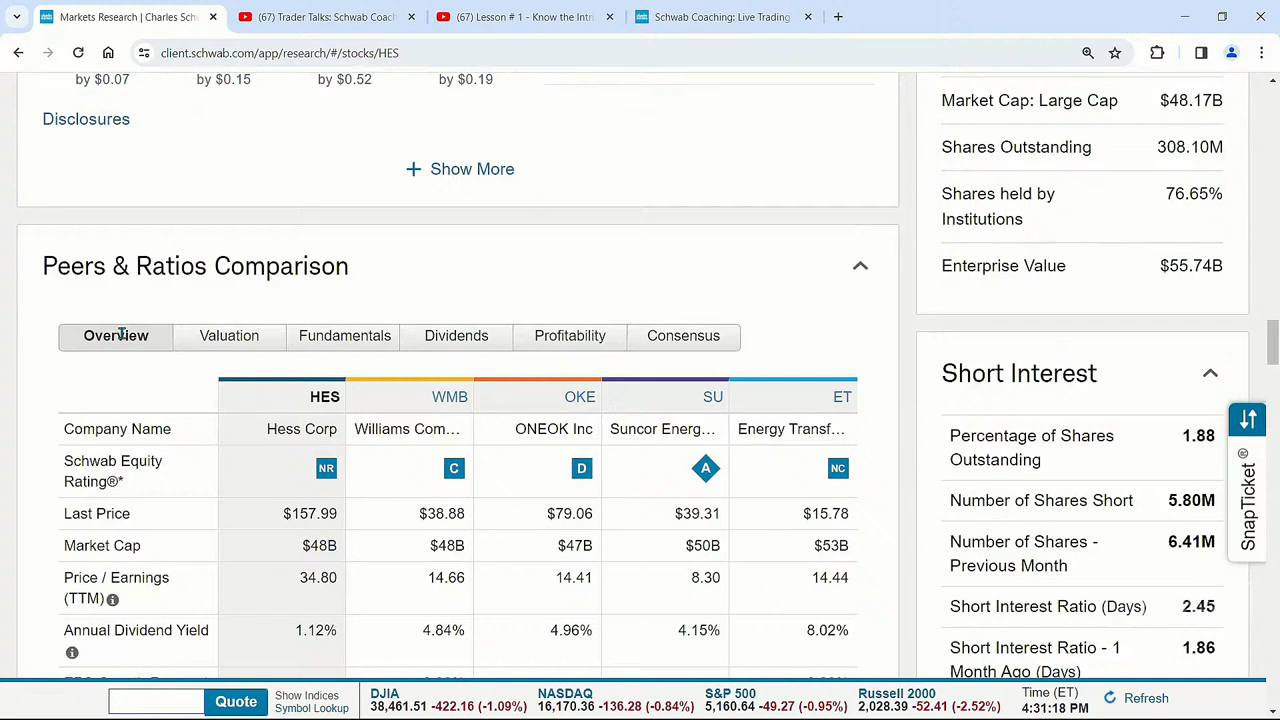 Markets Research | Charles Sch
(67) Trader Talks: Schwab Coach
(67) Lesson # 1 - Know the Intr
Schwab Coaching - Live Trading
client.schwab.com/app/research/#/stocks/HES
by $0.07 by $0.15 by $0.52 by $0.19
Disclosures
+ Show More
Peers & Ratios Comparison
Overview Valuation Fundamentals Dividends Profitability Consensus
HES WMB OKE SU ET
Company Name Hess Corp Williams Com... ONEOK Inc Suncor Energ... Energy Transf...
Schwab Equity
Rating®* NR C D A NC
Last Price $157.99 $38.88 $79.06 $39.31 $15.78
Market Cap $48B $48B $47B $50B $53B
Price / Earnings
(TTM) 34.80 14.66 14.41 8.30 14.44
Annual Dividend Yield 1.12% 4.84% 4.96% 4.15% 8.02%
Market Cap: Large Cap $48.17B
Shares Outstanding 308.10M
Shares held by
Institutions 76.65%
Enterprise Value $55.74B
Short Interest
Percentage of Shares
Outstanding 1.88
Number of Shares Short 5.80M
Number of Shares -
Previous Month 6.41M
Short Interest Ratio (Days) 2.45
Short Interest Ratio - 1
Month Ago (Days) 1.86
SnapTicket®
Quote
Show Indices
Symbol Lookup
DJIA
38,461.51 -422.16 (-1.09%)
NASDAQ
16,170.36 -136.28 (-0.84%)
S&P 500
5,160.64 -49.27 (-0.95%)
Russell 2000
2,028.39 -52.41 (-2.52%)
Time (ET)
4:31:18 PM
Refresh